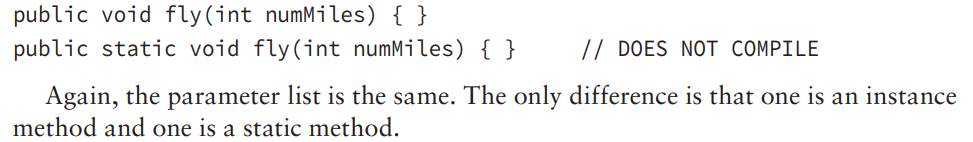 public void fly(int numMiles) { }
public static void fly(int numMiles) { }     // DOES NOT COMPILE
Again, the parameter list is the same. The only difference is that one is an instance
method and one is a static method.